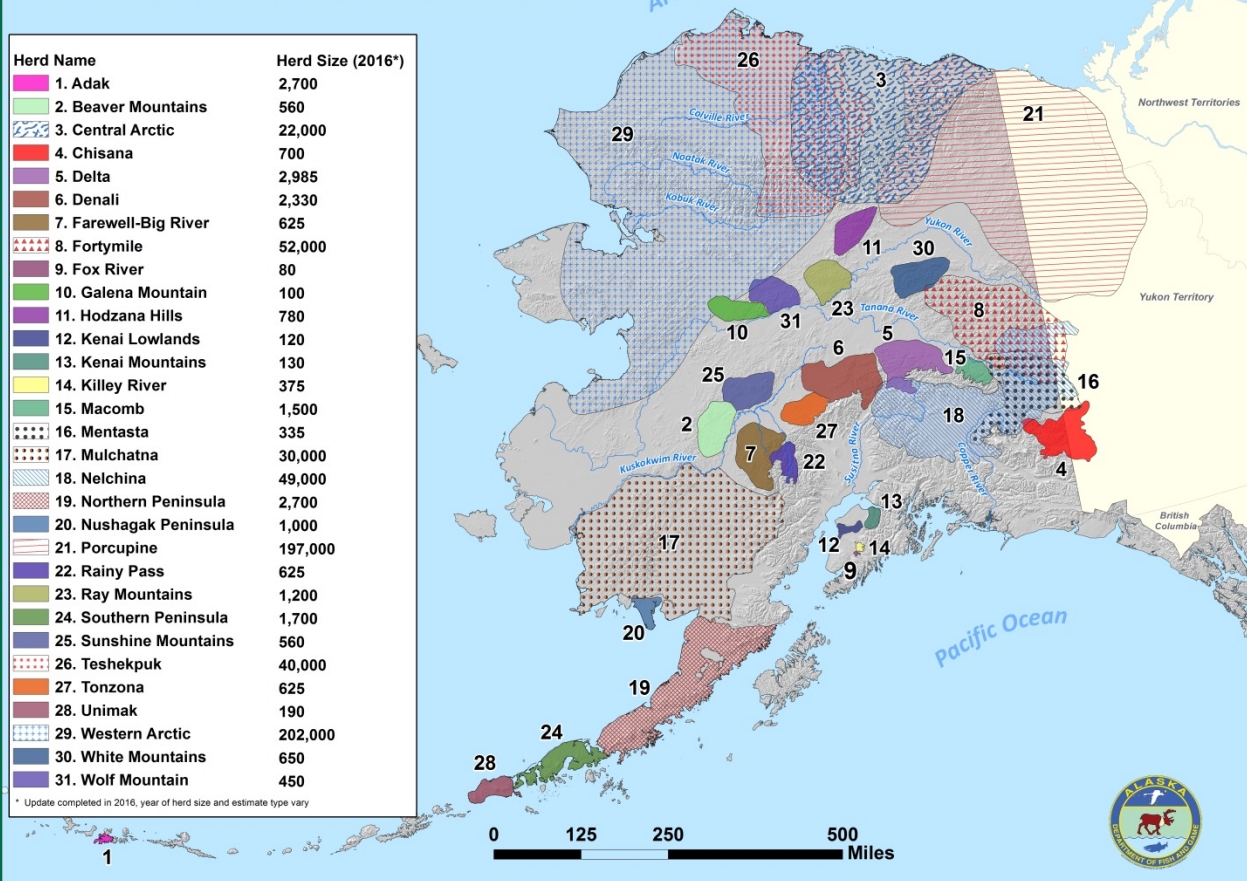 Herd Name Herd Size (2016*)
1. Adak 2,700
2. Beaver Mountains 560
3. Central Arctic 22,000
4. Chisana 700
5. Delta 2,985
6. Denali 2,330
7. Farewell-Big River 625
8. Fortymile 52,000
9. Fox River 80
10. Galena Mountain 100
11. Hodzana Hills 780
12. Kenai Lowlands 120
13. Kenai Mountains 130
14. Killey River 375
15. Macomb 1,500
16. Mentasta 335
17. Mulchatna 30,000
18. Nelchina 49,000
19. Northern Peninsula 2,700
20. Nushagak Peninsula 1,000
21. Porcupine 197,000
22. Rainy Pass 625
23. Ray Mountains 1,200
24. Southern Peninsula 1,700
25. Sunshine Mountains 560
26. Teshekpuk 40,000
27. Tonzona 625
28. Unimak 190
29. Western Arctic 202,000
30. White Mountains 650
31. Wolf Mountain 450
* Update completed in 2016, year of herd size and estimate type vary
26
3
21
Northwest Territories
29
Colville River
Noatak River
Kobuk River
11
Yukon River
30
Yukon Territory
10
31
23
Tanana River
8
5
6
15
25
16
2
27
18
7
22
Susitna River
Copper River
4
Kuskokwim River
13
British
Columbia
17
12
14
9
20
Pacific Ocean
19
24
28
1
0 125 250 500
Miles
ALASKA
DEPARTMENT OF FISH AND GAME